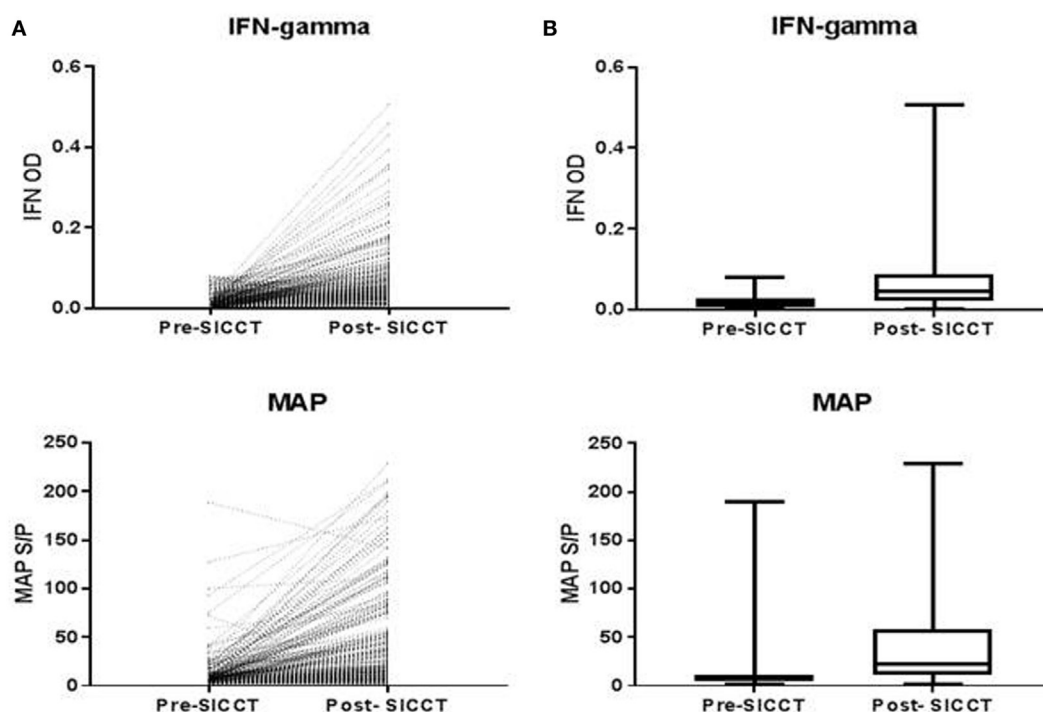 A
IFN-gamma
0.6
0.4
0.2
0.0
IFN OD
Pre-SICCT
Post- SICCT
B
IFN-gamma
0.6
0.4
0.2
0.0
IFN OD
Pre-SICCT
Post- SICCT
MAP
250
200
150
100
50
0
MAP S/P
Pre-SICCT
Post- SICCT
MAP
250
200
150
100
50
0
MAP S/P
Pre-SICCT
Post- SICCT